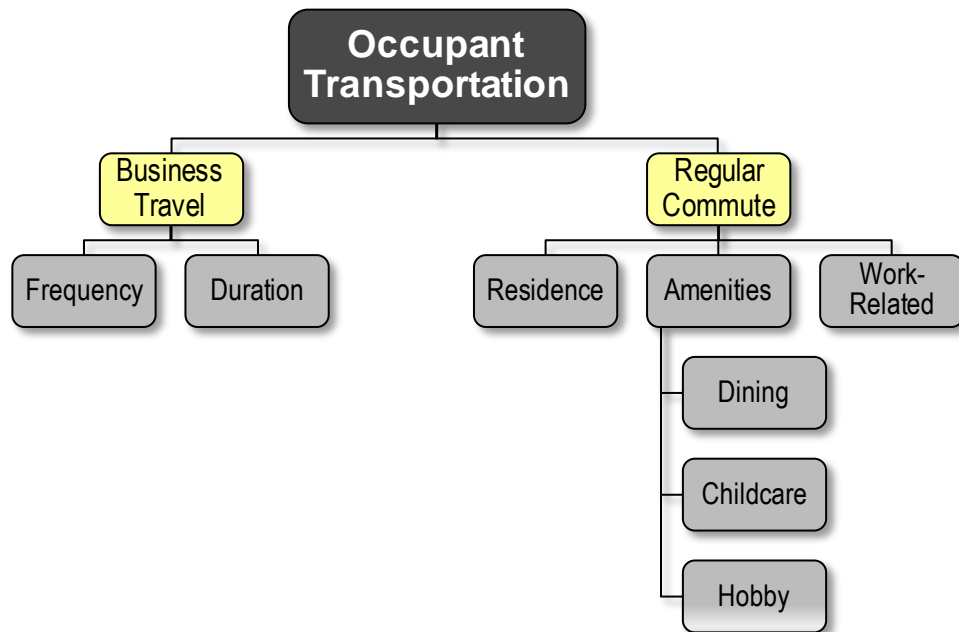 Occupant
Transportation
Business
Travel
Regular
Commute
Frequency
Duration
Residence
Amenities
Work-
Related
Dining
Childcare
Hobby